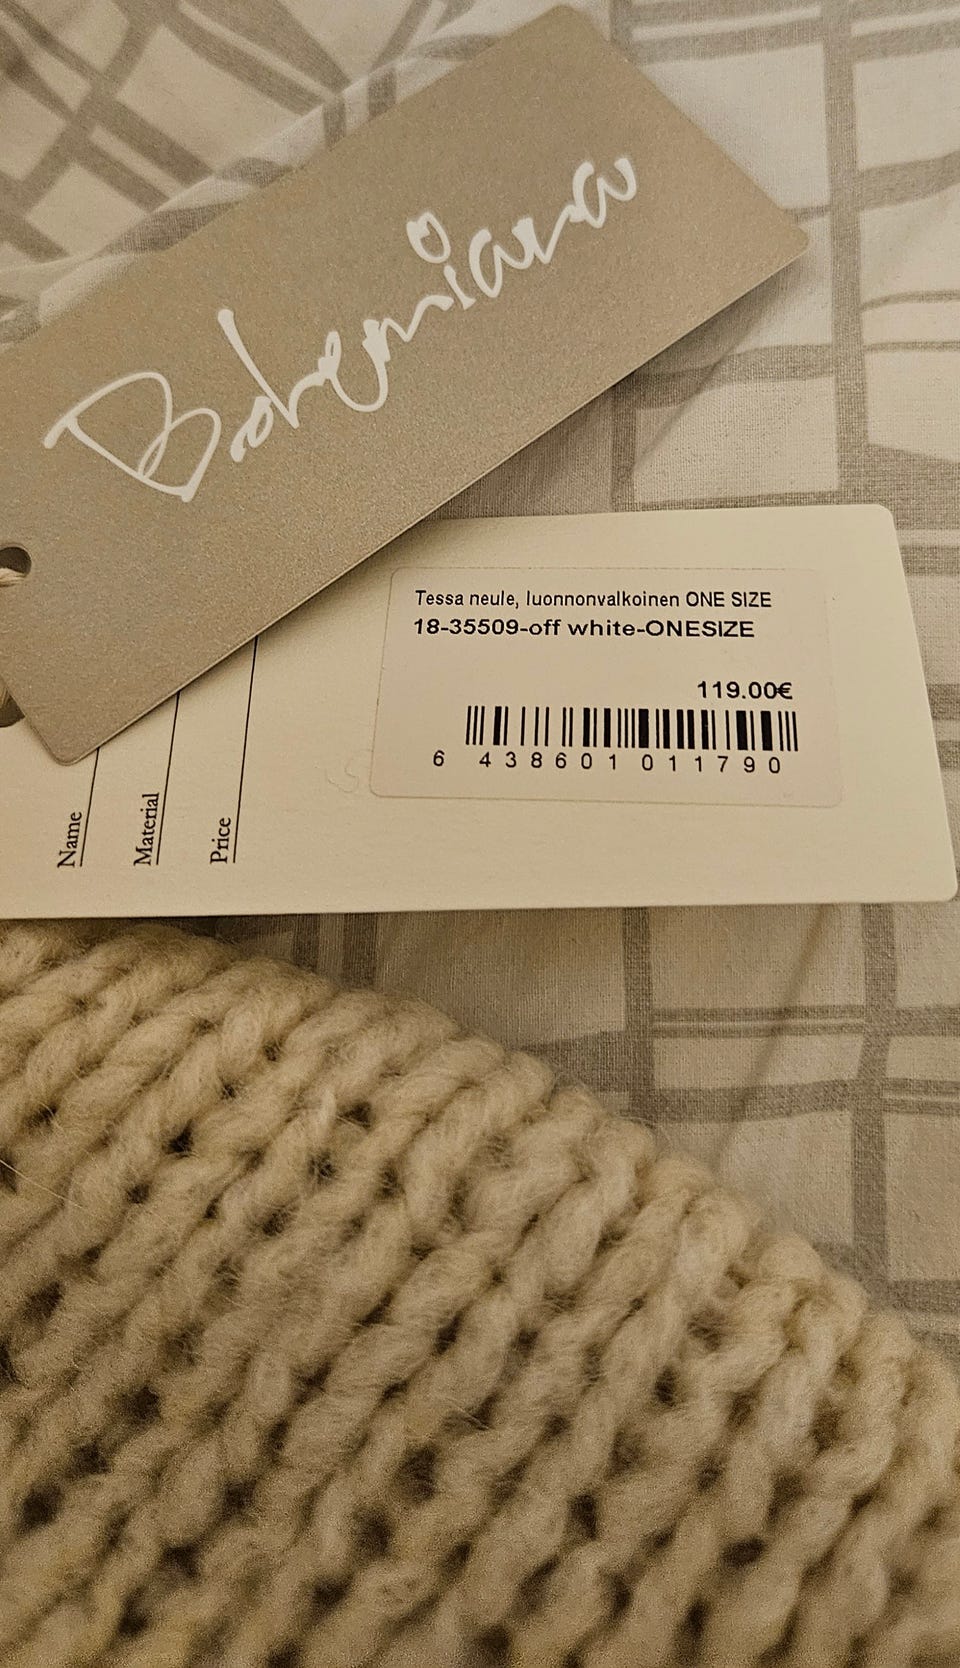 Bohemiana
Tessa neule, luonnonvalkoinen ONE SIZE
18-35509-off white-ONESIZE
119.00€
6 438601 011790
Name
Material
Price